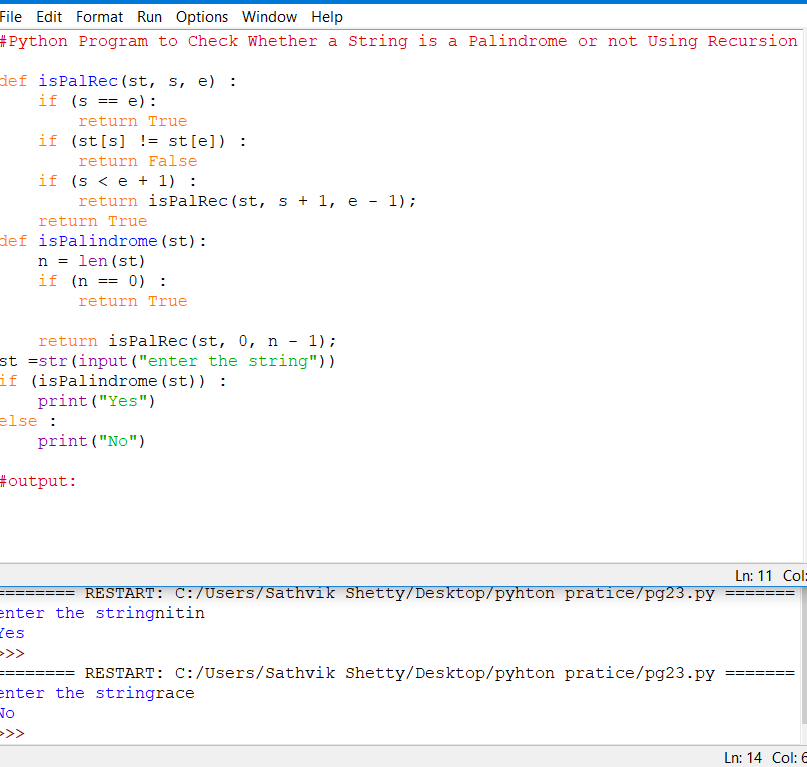 File Edit Format Run Options Window Help
#Python Program to Check Whether a String is a Palindrome or not Using Recursion
def isPalRec(st, s, e) :
    if (s == e):
        return True
    if (st[s] != st[e]) :
        return False
    if (s < e + 1) :
        return isPalRec(st, s + 1, e - 1);
    return True
def isPalindrome(st):
    n = len(st)
    if (n == 0) :
        return True
    return isPalRec(st, 0, n - 1);
st =str(input("enter the string"))
if (isPalindrome(st)) :
    print("Yes")
else :
    print("No")
#output:
Ln: 11 Col:
======== RESTART: C:/Users/Sathvik Shetty/Desktop/pyhton pratice/pg23.py =======
enter the stringnitin
Yes
>>>
======== RESTART: C:/Users/Sathvik Shetty/Desktop/pyhton pratice/pg23.py =======
enter the stringrace
No
>>>
Ln: 14 Col: 6